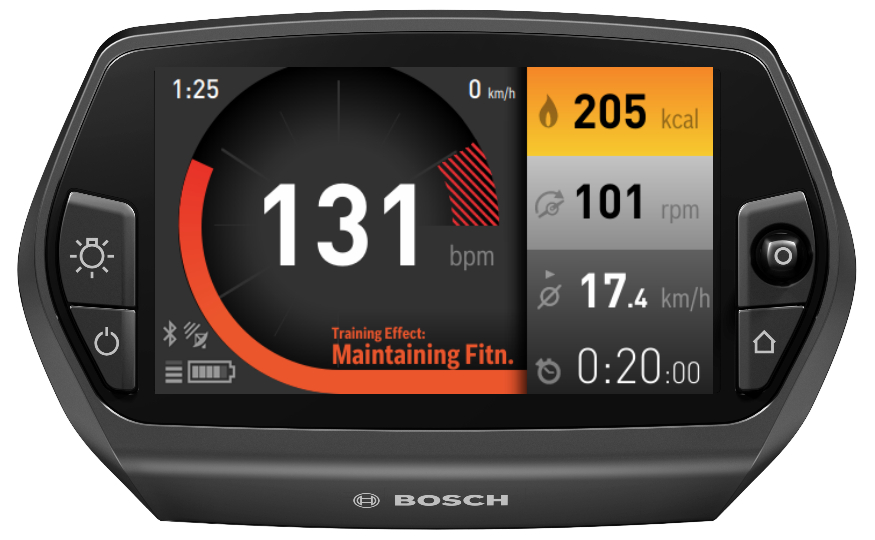 1:25
0 km/h
131 bpm
Training Effect:
Maintaining Fitn.
205 kcal
101 rpm
17.4 km/h
0:20:00
BOSCH